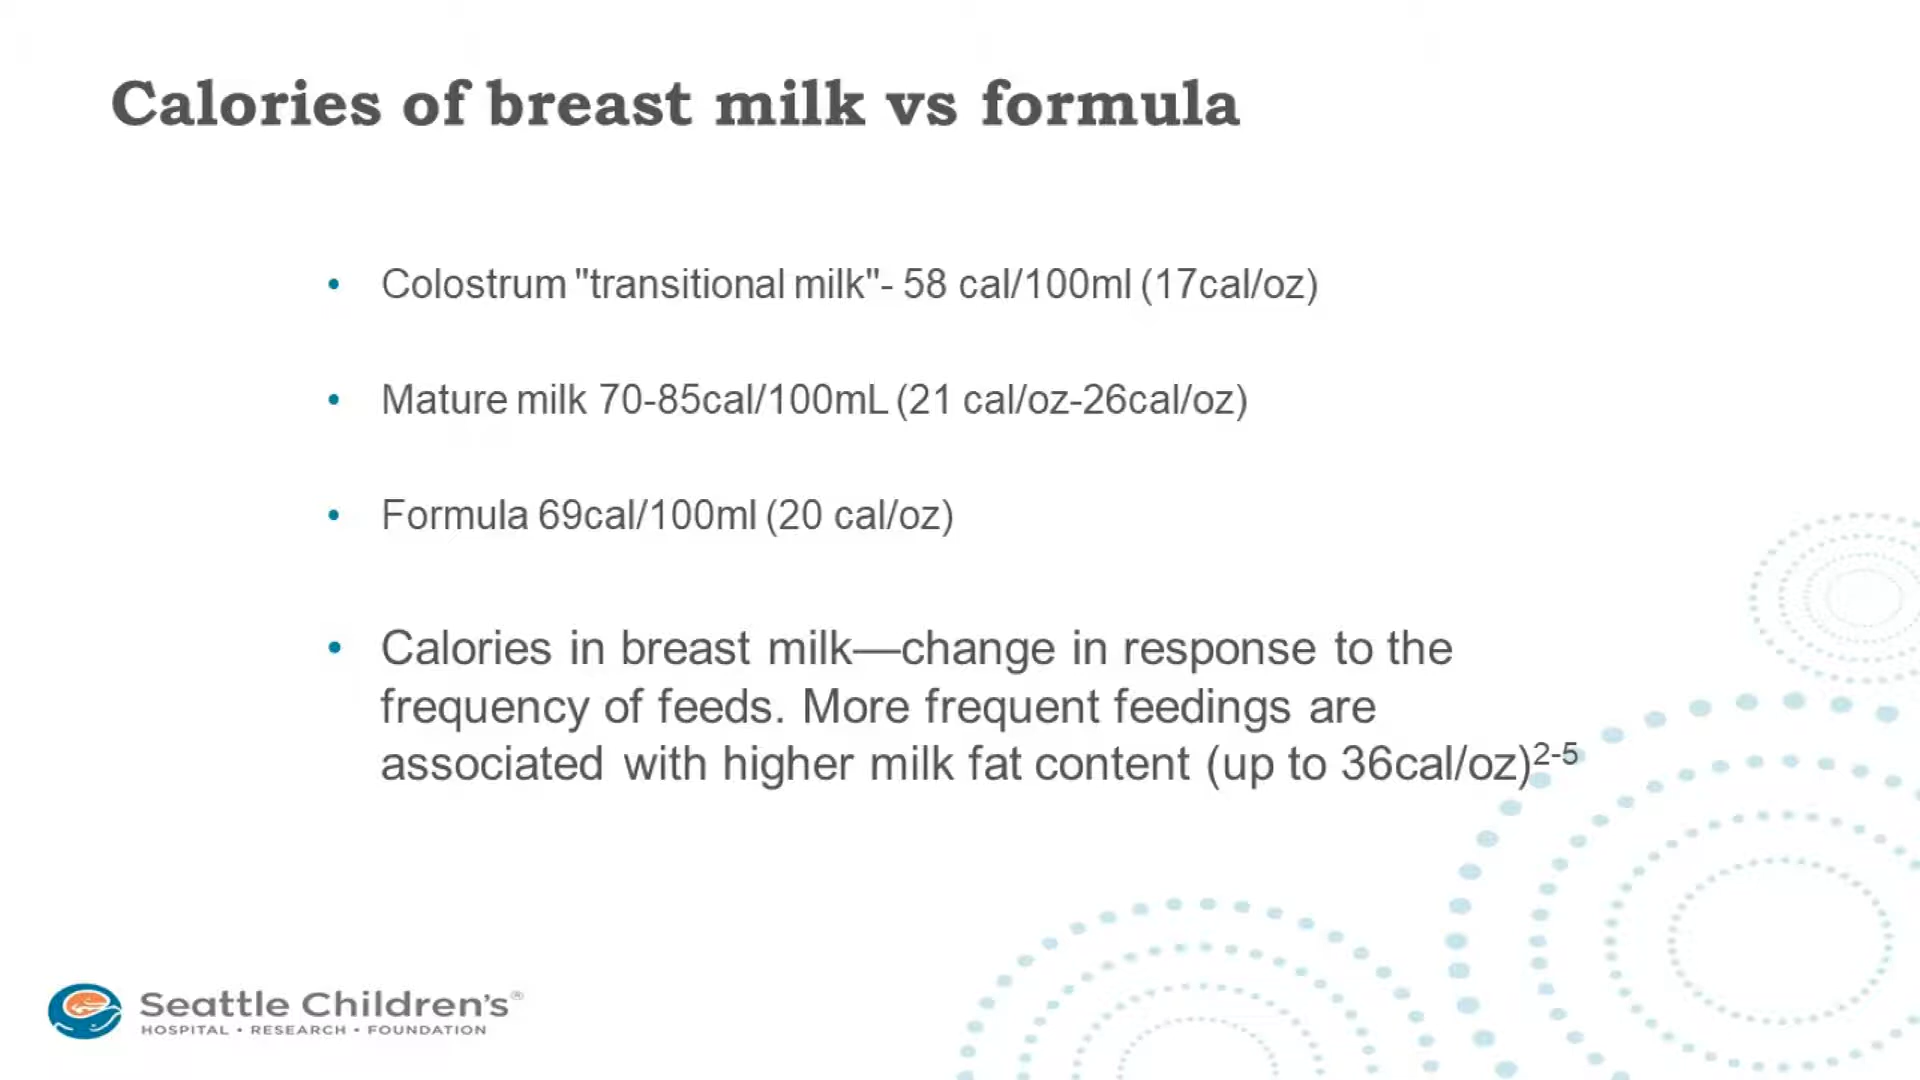 Calories of breast milk vs formula
• Colostrum "transitional milk"- 58 cal/100ml (17cal/oz)
• Mature milk 70-85cal/100mL (21 cal/oz-26cal/oz)
• Formula 69cal/100ml (20 cal/oz)
• Calories in breast milk—change in response to the
frequency of feeds. More frequent feedings are
associated with higher milk fat content (up to 36cal/oz)2-5
Seattle Children's®
HOSPITAL • RESEARCH • FOUNDATION